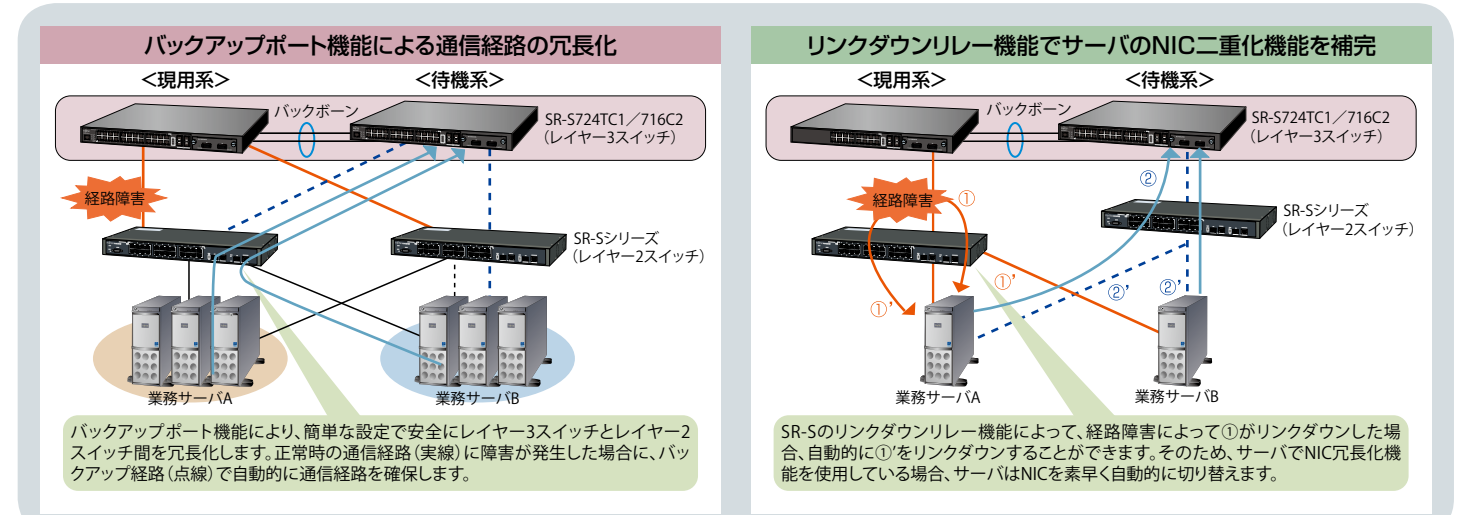 バックアップポート機能による通信経路の冗長化
＜現用系＞
＜待機系＞
バックボーン
SR-S724TC1／716C2
（レイヤー3スイッチ）
経路障害
SR-Sシリーズ
（レイヤー2スイッチ）
業務サーバA
業務サーバB
バックアップポート機能により、簡単な設定で安全にレイヤー3スイッチとレイヤー2
スイッチ間を冗長化します。正常時の通信経路（実線）に障害が発生した場合に、バッ
クアップ経路（点線）で自動的に通信経路を確保します。
リンクダウンリレー機能でサーバのNIC二重化機能を補完
＜現用系＞
＜待機系＞
バックボーン
SR-S724TC1／716C2
（レイヤー3スイッチ）
②
経路障害
①
SR-Sシリーズ
（レイヤー2スイッチ）
①’
①’
②’
②’
業務サーバA
業務サーバB
SR-Sのリンクダウンリレー機能によって、経路障害によって①がリンクダウンした場
合、自動的に①’をリンクダウンすることができます。そのため、サーバでNIC冗長化機
能を使用している場合、サーバはNICを素早く自動的に切り替えます。